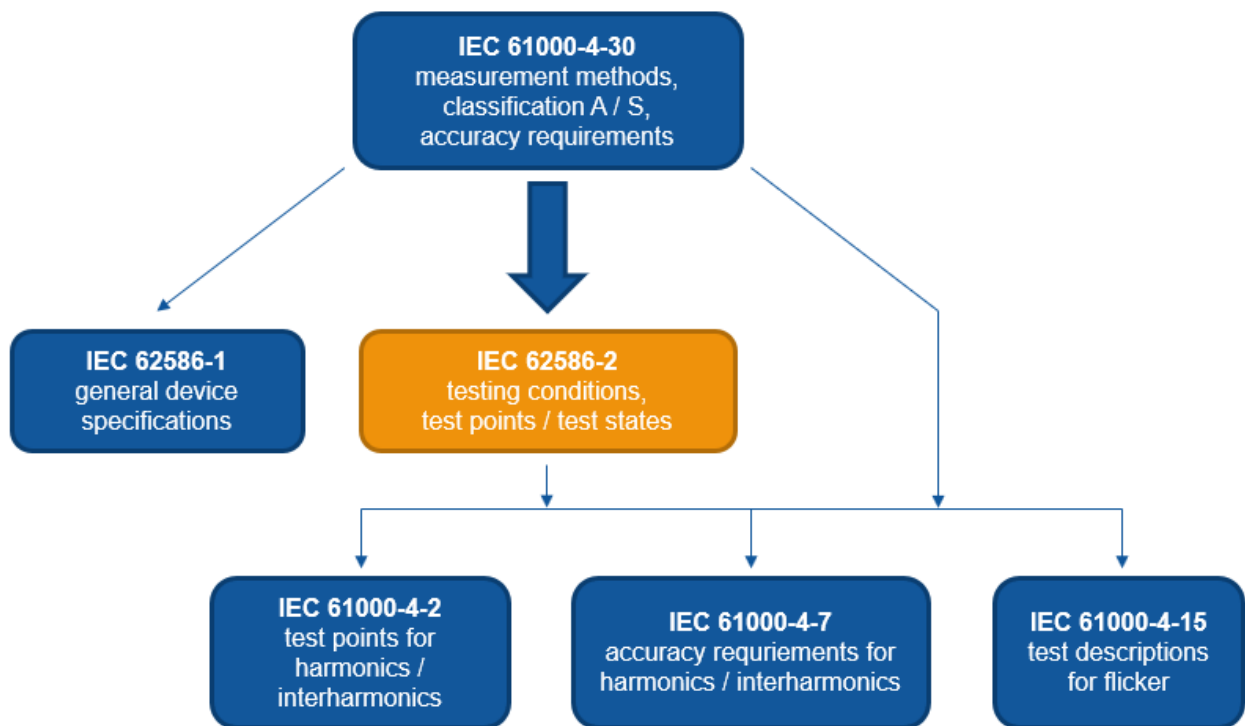 IEC 61000-4-30
measurement methods,
classification A / S,
accuracy requirements
IEC 62586-1
general device
specifications
IEC 62586-2
testing conditions,
test points / test states
IEC 61000-4-2
test points for
harmonics /
interharmonics
IEC 61000-4-7
accuracy requriements for
harmonics / interharmonics
IEC 61000-4-15
test descriptions
for flicker